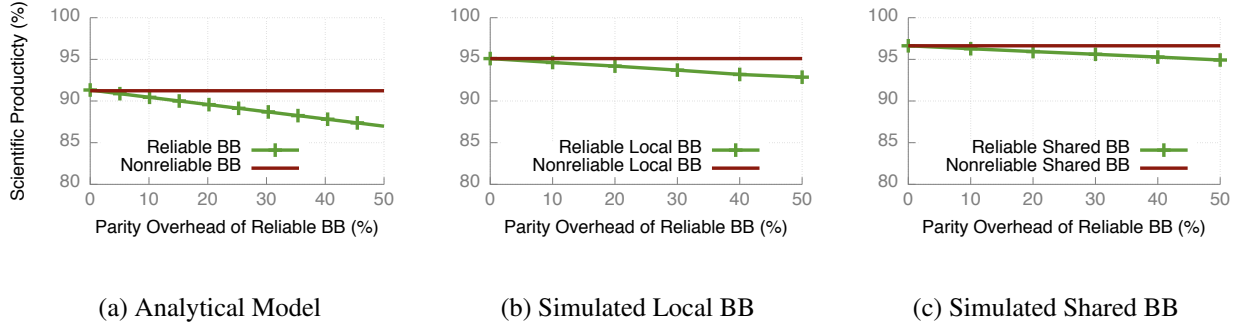 Scientific Producticty (%)
100
95
90
85
80
Reliable BB
Nonreliable BB
0 10 20 30 40 50
Parity Overhead of Reliable BB (%)
(a) Analytical Model
100
95
90
85
80
Reliable Local BB
Nonreliable Local BB
0 10 20 30 40 50
Parity Overhead of Reliable BB (%)
(b) Simulated Local BB
100
95
90
85
80
Reliable Shared BB
Nonreliable Shared BB
0 10 20 30 40 50
Parity Overhead of Reliable BB (%)
(c) Simulated Shared BB